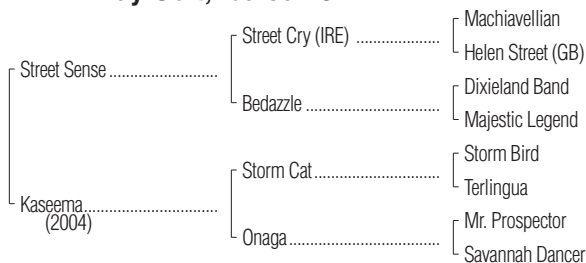 Machiavellian
Street Cry (IRE) ......................
Helen Street (GB)
Street Sense .............................
Dixieland Band
Bedazzle ...................................
Majestic Legend
Storm Bird
Storm Cat.................................
Terlingua
Kaseema....................................
(2004)
Mr. Prospector
Onaga........................................
Savannah Dancer